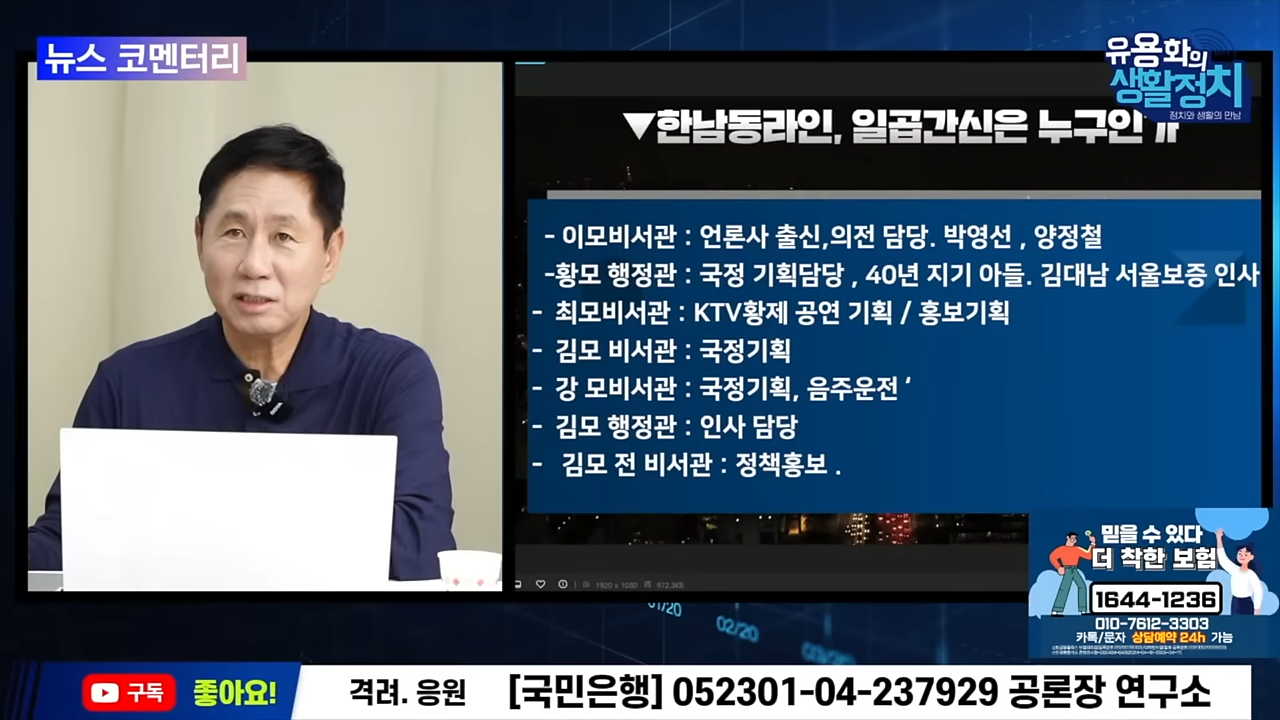 뉴스 코멘터리
유용화의
생활정치
정치와 생활의 만남
▼한남동라인, 일곱간신은 누구인
- 이모비서관 : 언론사 출신,의전 담당. 박영선 , 양정철
-황모 행정관 : 국정 기획담당 , 40년 지기 아들. 김대남 서울보증 인사
- 최모비서관 : KTV황제 공연 기획 / 홍보기획
- 김모 비서관 : 국정기획
- 강 모비서관 : 국정기획, 음주운전 ‘
- 김모 행정관 : 인사 담당
- 김모 전 비서관 : 정책홍보 .
1920 x 1080 972.3KB
01/20
02/20
믿을 수 있다
더 착한 보험
1644-1236
010-7612-3303
카톡/문자 상담예약 24h 가능
구독 좋아요! 격려. 응원 [국민은행] 052301-04-237929 공론장 연구소